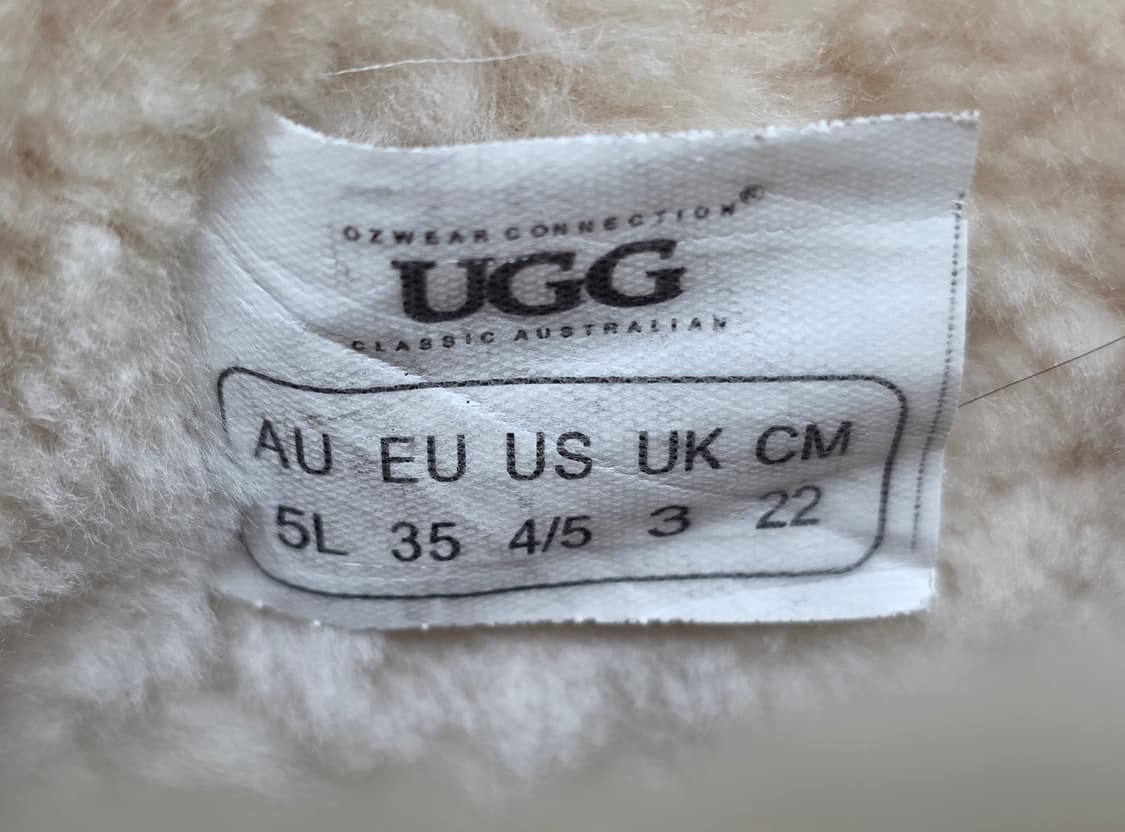 OZWEAR CONNECTION®
UGG
CLASSIC AUSTRALIAN
AU EU US UK CM
5L 35 4/5 3 22